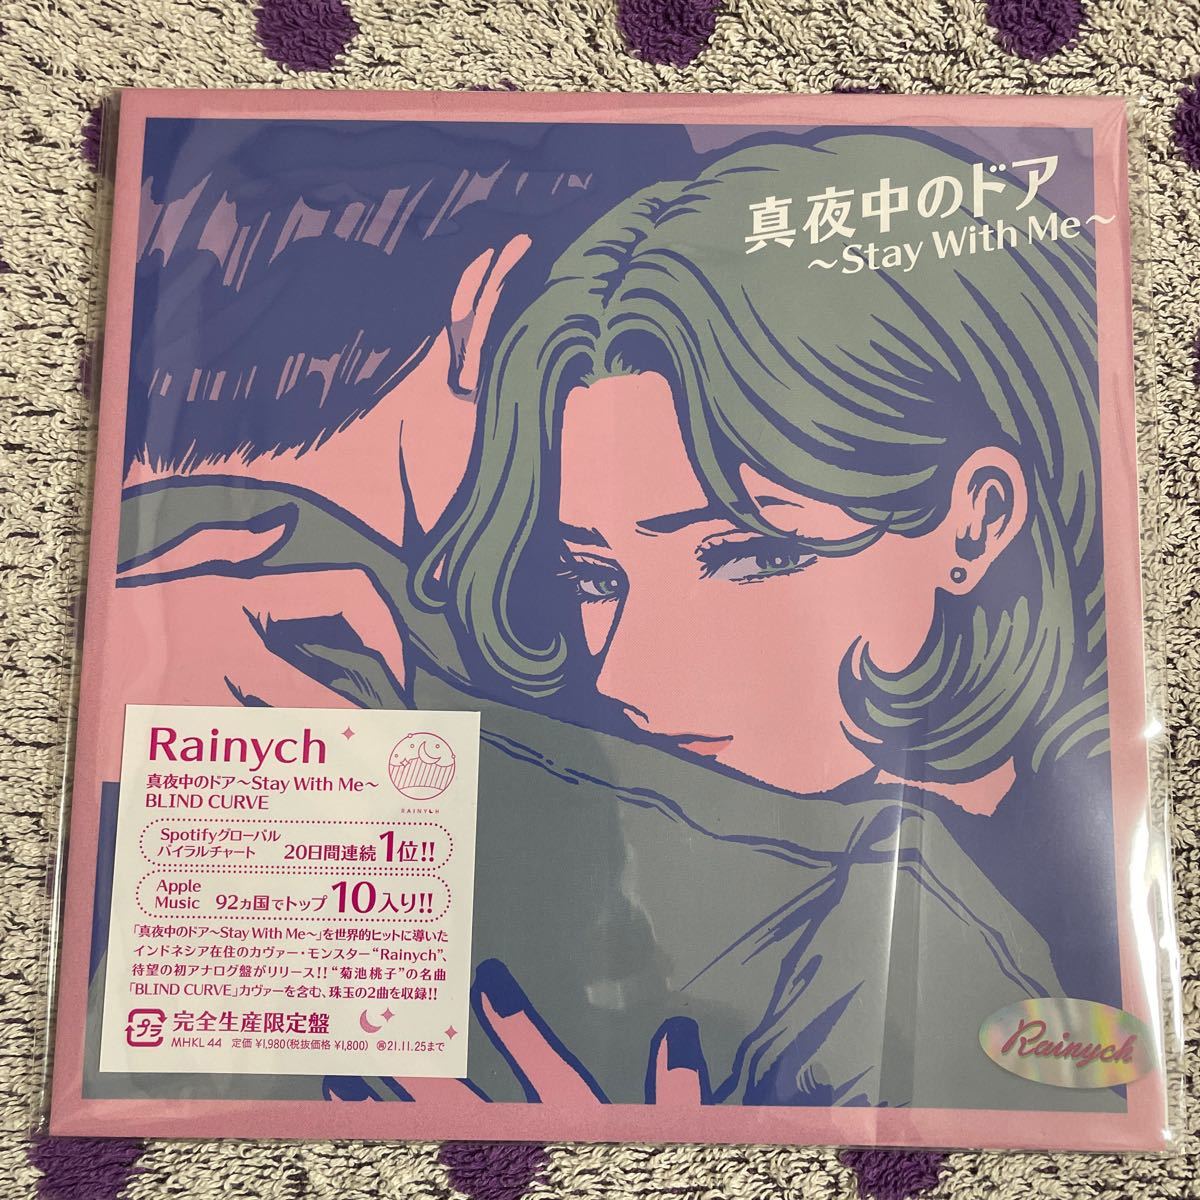 真夜中のドア
～Stay With Me～
Rainych
真夜中のドア～Stay With Me～
BLIND CURVE
RAINYCH
Spotifyグローバル
バイラルチャート 20日間連続1位!!
Apple
Music 92ヵ国でトップ10入り!!
「真夜中のドア～Stay With Me～」を世界的ヒットに導いた
インドネシア在住のカヴァー・モンスター“Rainych”、
待望の初アナログ盤がリリース!! “菊池桃子”の名曲
「BLIND CURVE」カヴァーを含む、珠玉の2曲を収録!!
プラ 完全生産限定盤
MHKL 44 定価 ¥1,980(税抜価格 ¥1,800) ㊢21.11.25まで
Rainych